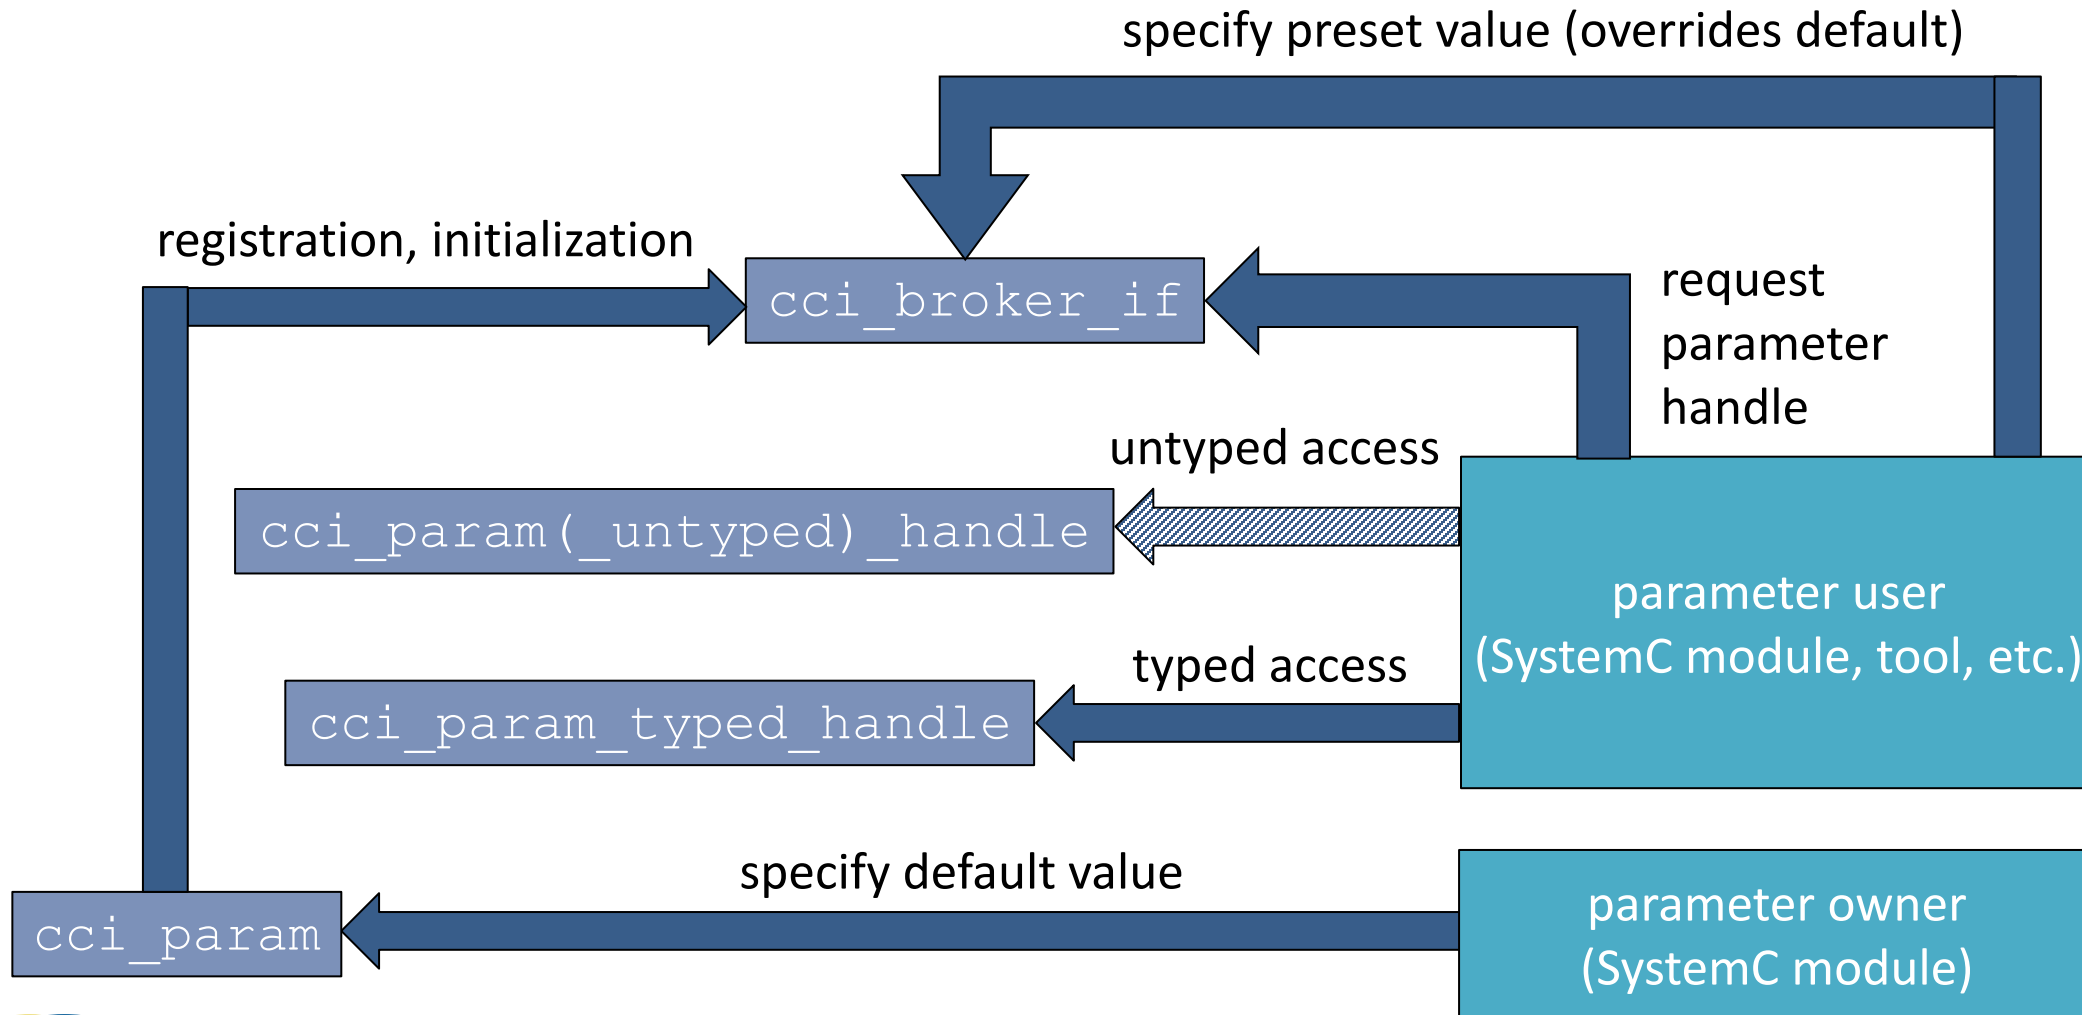 specify preset value (overrides default)
registration, initialization
cci_broker_if
request
parameter
handle
untyped access
cci_param(_untyped)_handle
parameter user
(SystemC module, tool, etc.)
typed access
cci_param_typed_handle
specify default value
cci_param
parameter owner
(SystemC module)